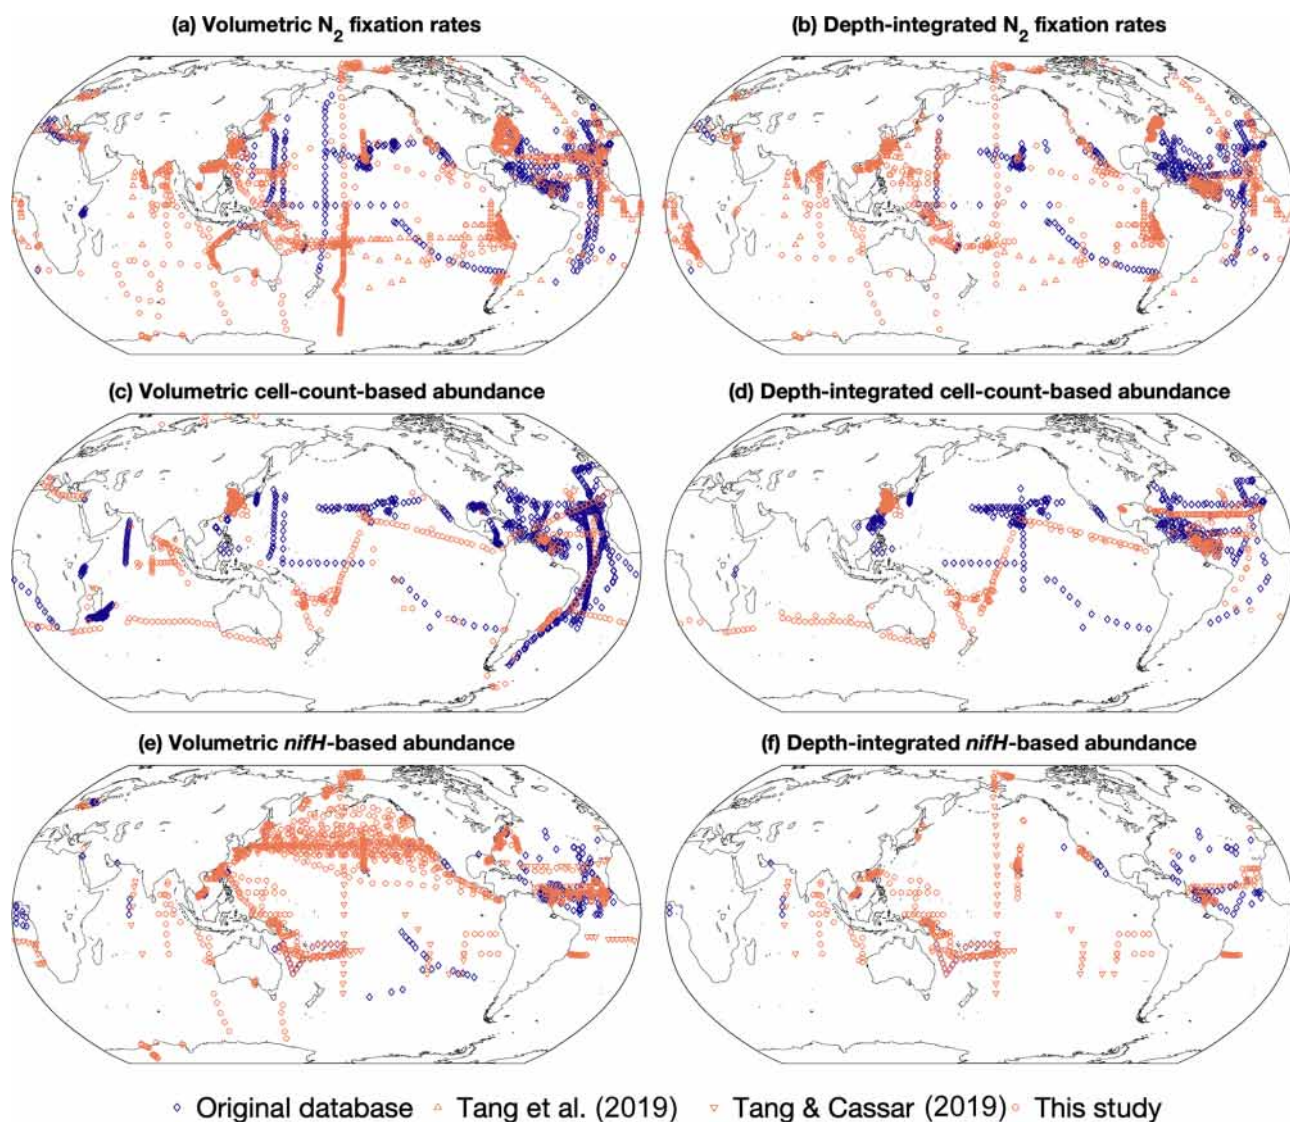 (a) Volumetric N2 fixation rates
(b) Depth-integrated N2 fixation rates
(c) Volumetric cell-count-based abundance
(d) Depth-integrated cell-count-based abundance
(e) Volumetric nifH-based abundance
(f) Depth-integrated nifH-based abundance
Original database Tang et al. (2019) Tang & Cassar (2019) This study